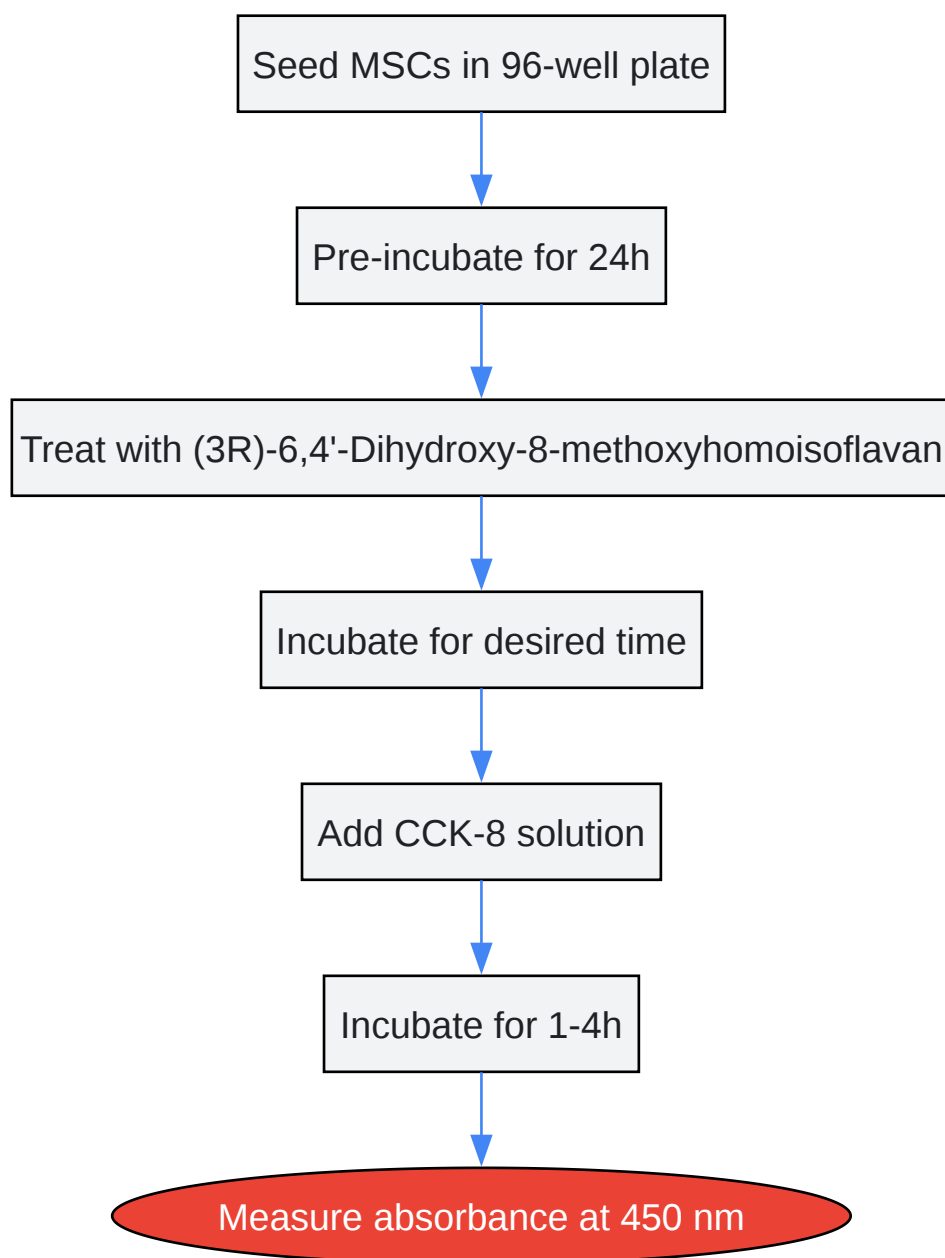 Seed MSCs in 96-well plate
Pre-incubate for 24h
Treat with (3R)-6,4'-Dihydroxy-8-methoxyhomoisoflavan
Incubate for desired time
Add CCK-8 solution
Incubate for 1-4h
Measure absorbance at 450 nm